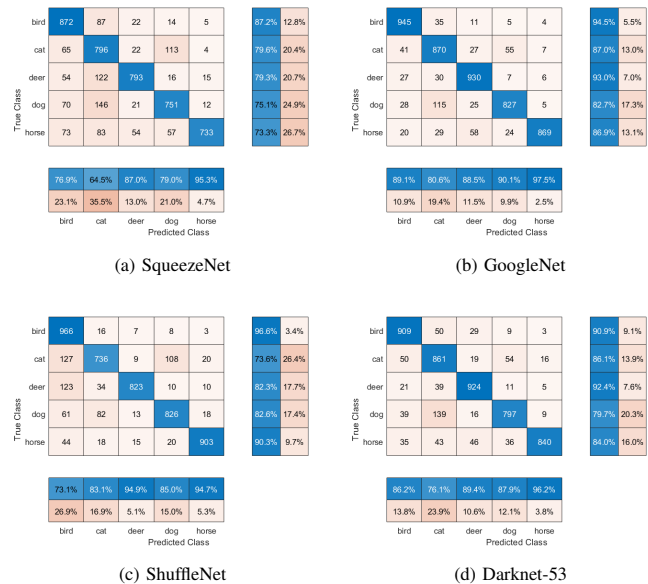 bird 872 87 22 14 5 87.2% 12.8%
cat 65 796 22 113 4 79.6% 20.4%
deer 54 122 793 16 15 79.3% 20.7%
dog 70 146 21 751 12 75.1% 24.9%
horse 73 83 54 57 733 73.3% 26.7%
True Class
76.9% 64.5% 87.0% 79.0% 95.3%
23.1% 35.5% 13.0% 21.0% 4.7%
bird cat deer dog horse
Predicted Class
(a) SqueezeNet
bird 945 35 11 5 4 94.5% 5.5%
cat 41 870 27 55 7 87.0% 13.0%
deer 27 30 930 7 6 93.0% 7.0%
dog 28 115 25 827 5 82.7% 17.3%
horse 20 29 58 24 869 86.9% 13.1%
True Class
89.1% 80.6% 88.5% 90.1% 97.5%
10.9% 19.4% 11.5% 9.9% 2.5%
bird cat deer dog horse
Predicted Class
(b) GoogleNet
bird 966 16 7 8 3 96.6% 3.4%
cat 127 736 9 108 20 73.6% 26.4%
deer 123 34 823 10 10 82.3% 17.7%
dog 61 82 13 826 18 82.6% 17.4%
horse 44 18 15 20 903 90.3% 9.7%
True Class
73.1% 83.1% 94.9% 85.0% 94.7%
26.9% 16.9% 5.1% 15.0% 5.3%
bird cat deer dog horse
Predicted Class
(c) ShuffleNet
bird 909 50 29 9 3 90.9% 9.1%
cat 50 861 19 54 16 86.1% 13.9%
deer 21 39 924 11 5 92.4% 7.6%
dog 39 139 16 797 9 79.7% 20.3%
horse 35 43 46 36 840 84.0% 16.0%
True Class
86.2% 76.1% 89.4% 87.9% 96.2%
13.8% 23.9% 10.6% 12.1% 3.8%
bird cat deer dog horse
Predicted Class
(d) Darknet-53